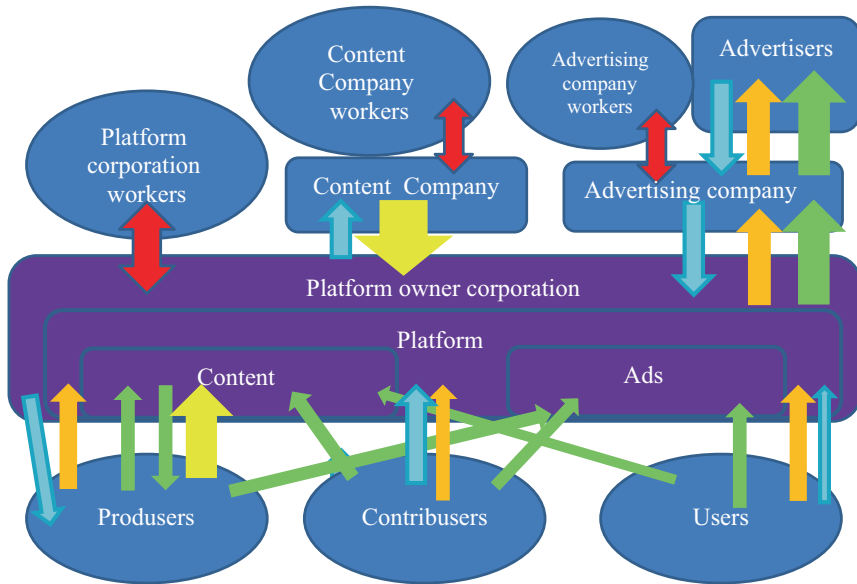 Content
Company
workers
Advertising
company
workers
Advertisers
Platform
corporation
workers
Content Company
Advertising company
Platform owner corporation
Platform
Content
Ads
Produsers
Contribusers
Users